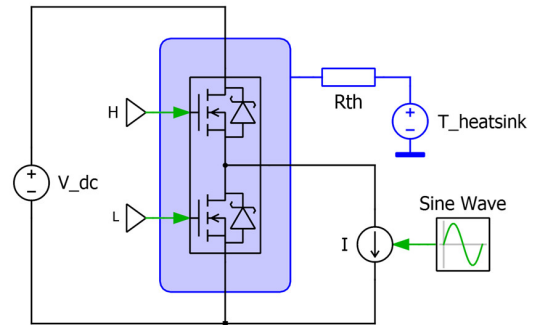 H
Rth
T_heatsink
V_dc
L
Sine Wave
I